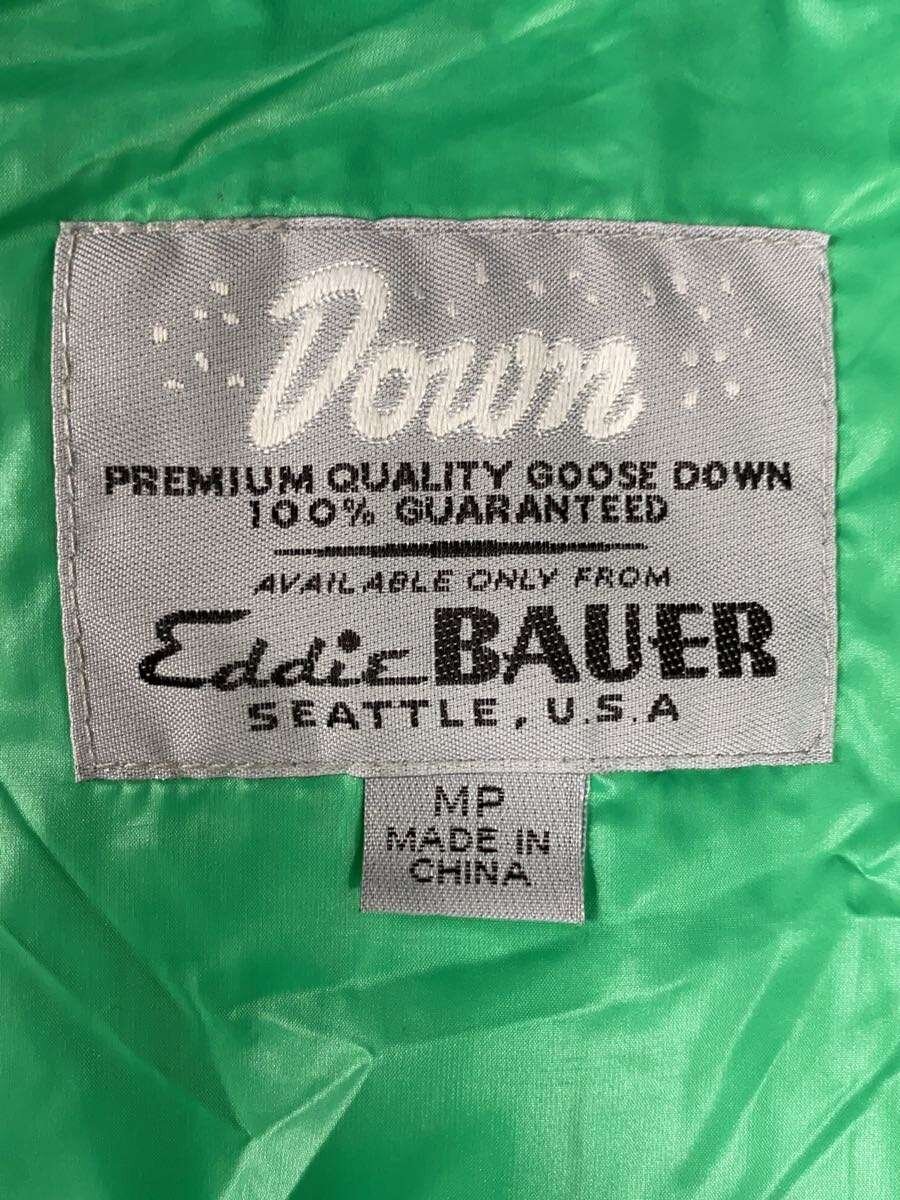 Down
PREMIUM QUALITY GOOSE DOWN
100% GUARANTEED
AVAILABLE ONLY FROM
Eddie BAUER
SEATTLE, U.S.A
MP
MADE IN
CHINA